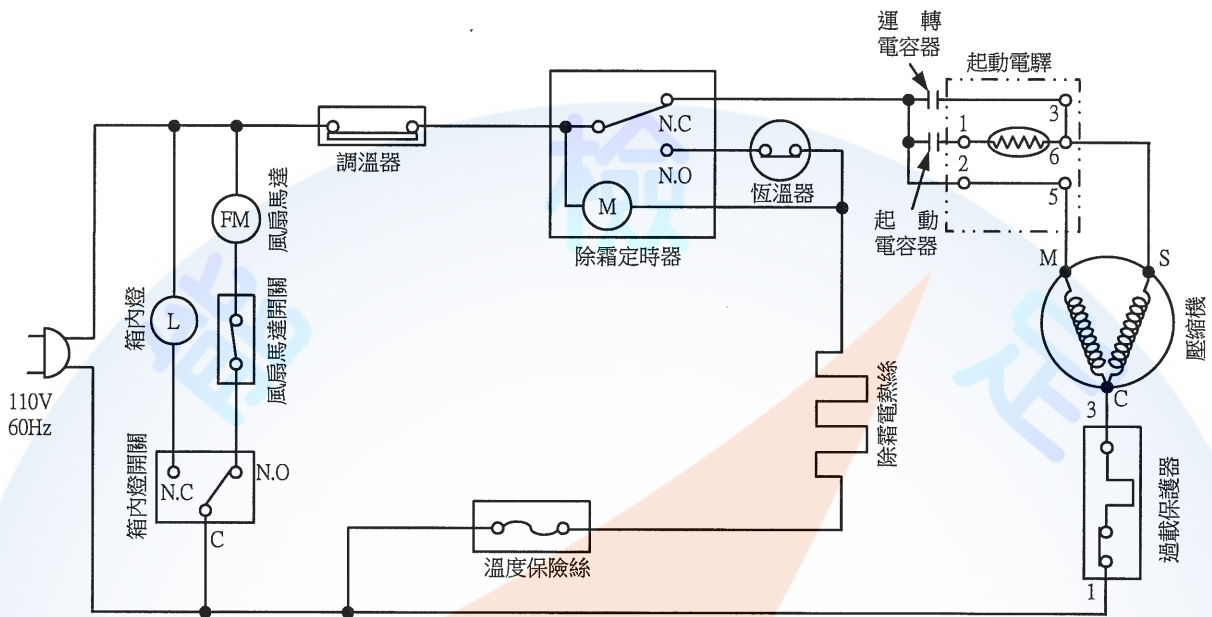 運 轉
電容器
起動電驛
3
N.C
1
6
調溫器
2
N.O
恆溫器
5
FM
風扇馬達
M
起 動
電容器
除霜定時器
M
S
箱內燈
L
風扇馬達開關
壓縮機
110V
60Hz
C
3
除霜電熱絲
箱內燈開關
N.C
N.O
C
過載保護器
溫度保險絲
1
檢
定